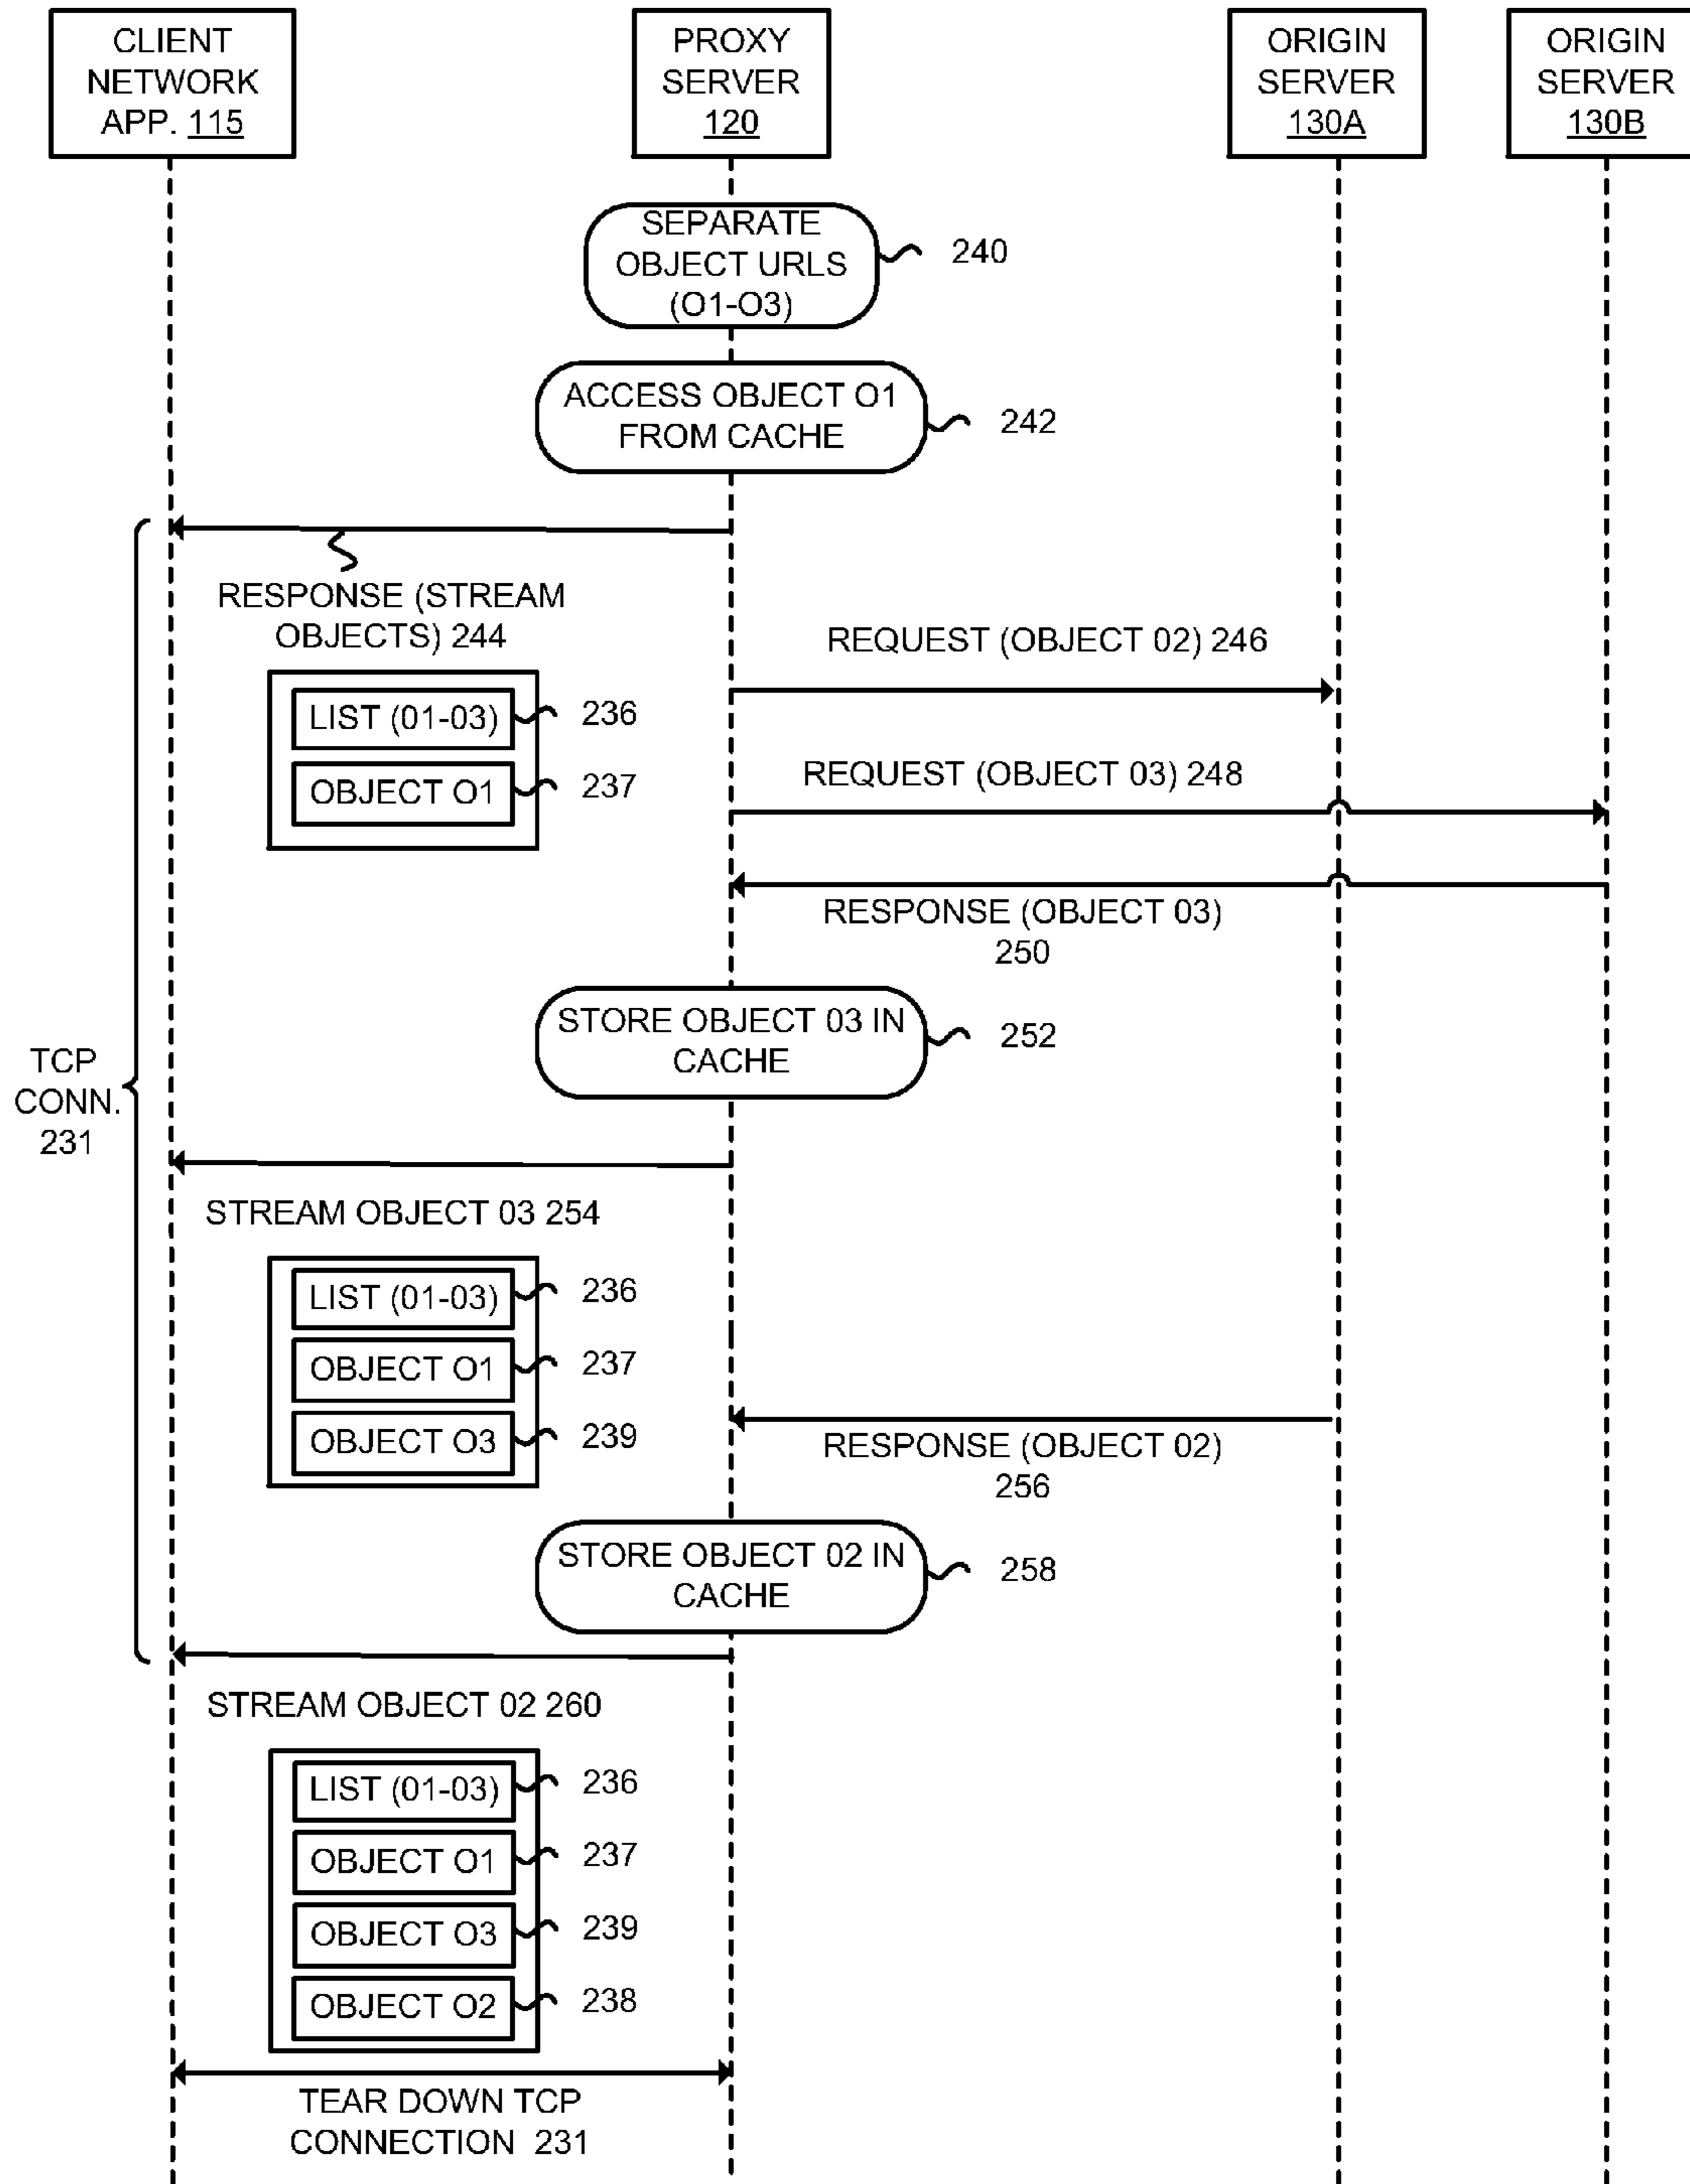 CLIENT
NETWORK
APP. 115
PROXY
SERVER
120
ORIGIN
SERVER
130A
ORIGIN
SERVER
130B
SEPARATE
OBJECT URLS
(O1-O3)
240
ACCESS OBJECT O1
FROM CACHE
242
RESPONSE (STREAM
OBJECTS) 244
REQUEST (OBJECT 02) 246
LIST (01-03)
236
OBJECT O1
237
REQUEST (OBJECT 03) 248
RESPONSE (OBJECT 03)
250
STORE OBJECT 03 IN
CACHE
252
TCP
CONN.
231
STREAM OBJECT 03 254
LIST (01-03)
236
OBJECT O1
237
OBJECT O3
239
RESPONSE (OBJECT 02)
256
STORE OBJECT 02 IN
CACHE
258
STREAM OBJECT 02 260
LIST (01-03)
236
OBJECT O1
237
OBJECT O3
239
OBJECT O2
238
TEAR DOWN TCP
CONNECTION 231